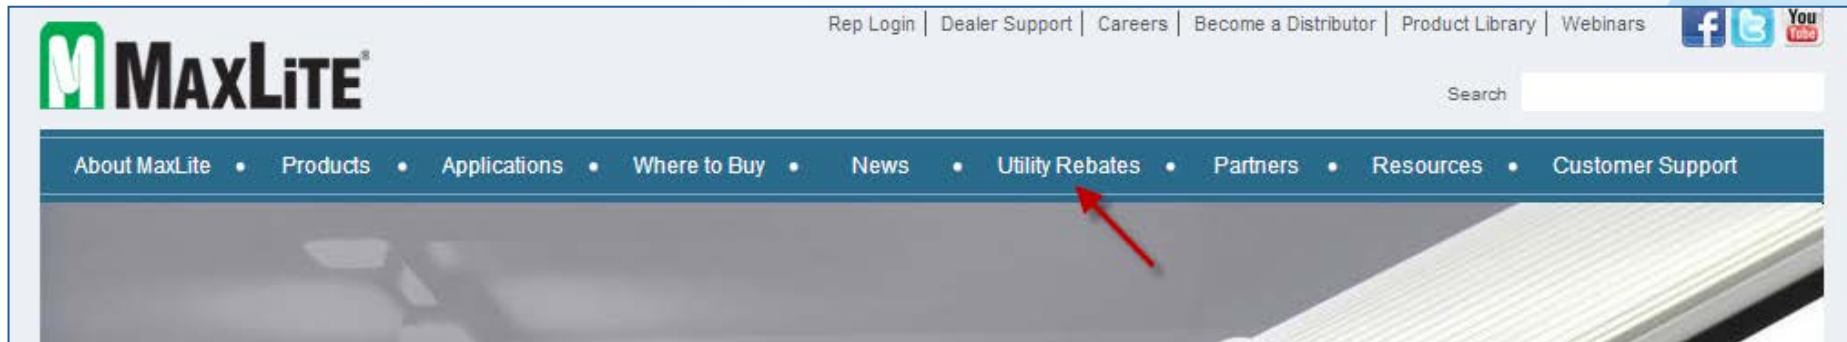 Rep Login | Dealer Support | Careers | Become a Distributor | Product Library | Webinars
f
You
Tube
MAXLiTE®
Search
About MaxLite • Products • Applications • Where to Buy • News • Utility Rebates • Partners • Resources • Customer Support